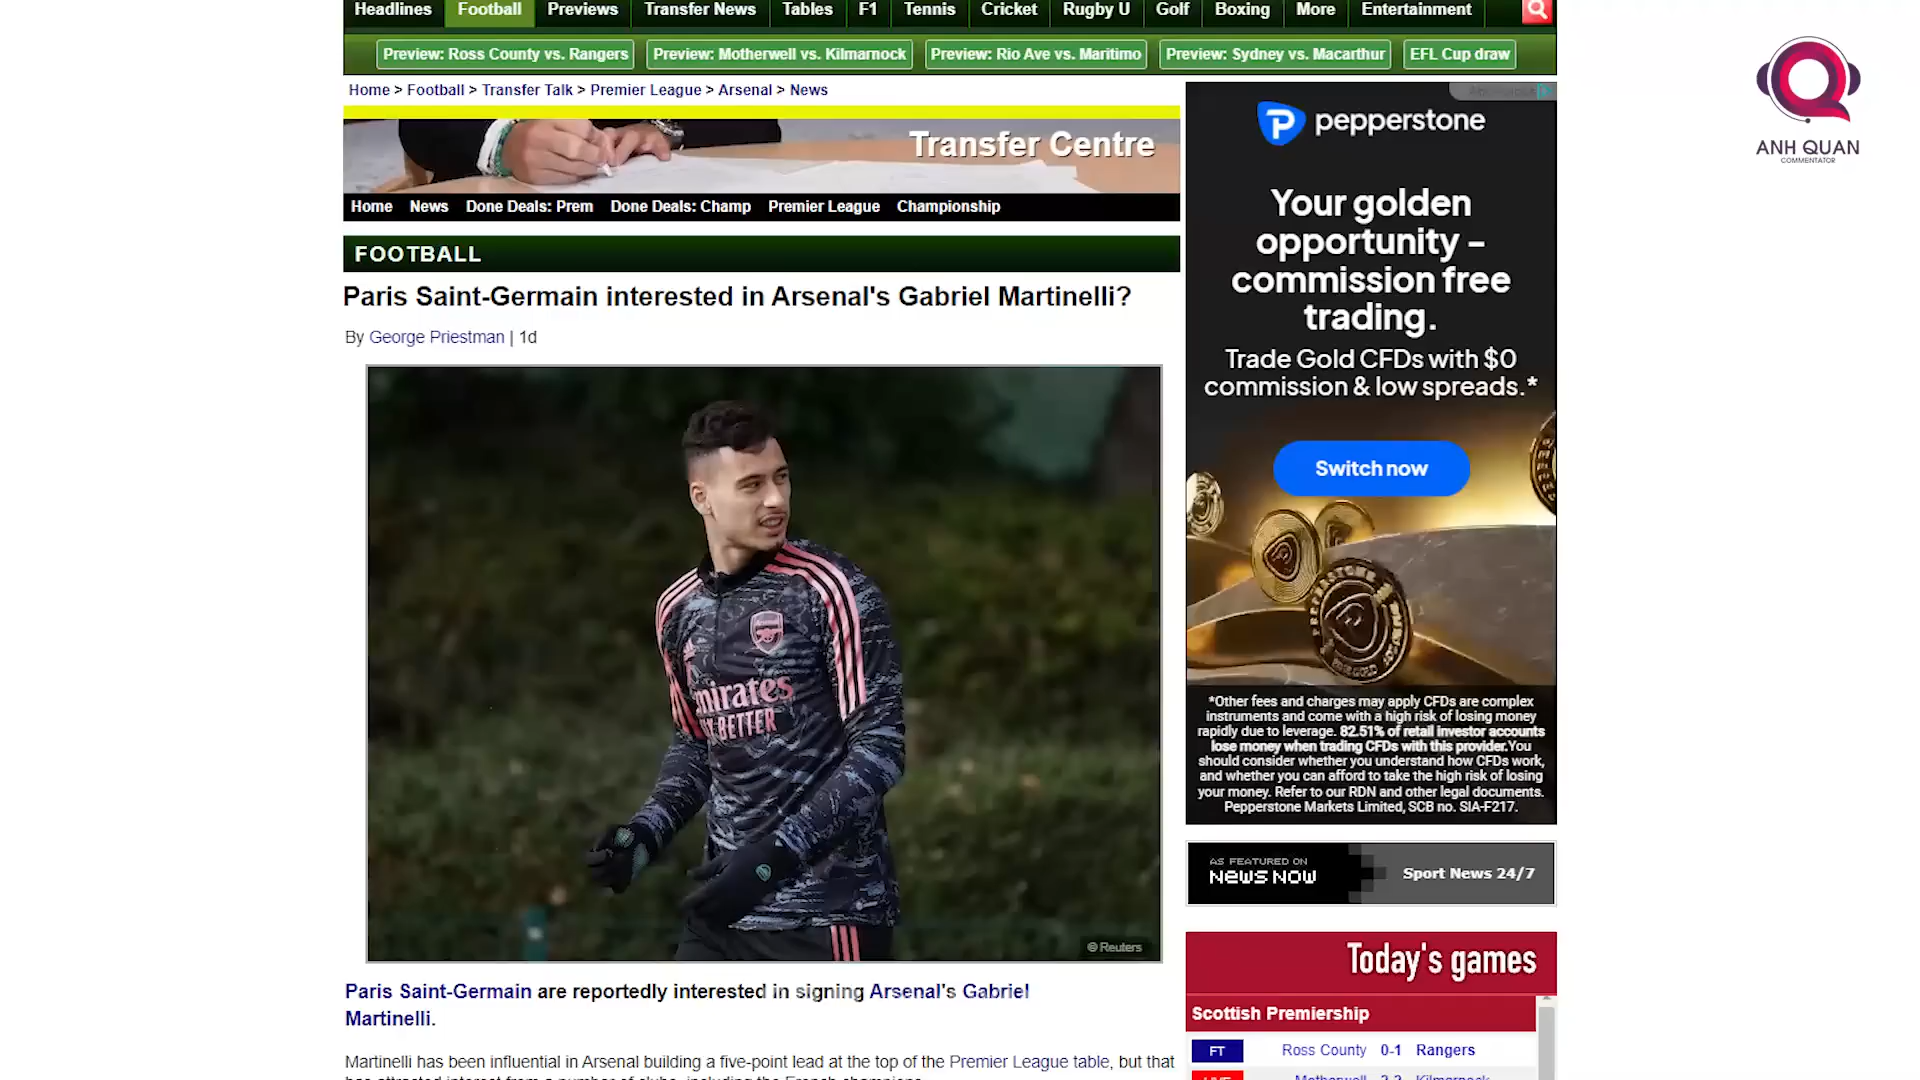 Headlines Football Previews Transfer News Tables F1 Tennis Cricket Rugby U Golf Boxing More Entertainment
Preview: Ross County vs. Rangers Preview: Motherwell vs. Kilmarnock Preview: Rio Ave vs. Maritimo Preview: Sydney vs. Macarthur EFL Cup draw
Home > Football > Transfer Talk > Premier League > Arsenal > News
Transfer Centre
Home News Done Deals: Prem Done Deals: Champ Premier League Championship
FOOTBALL
Paris Saint-Germain interested in Arsenal's Gabriel Martinelli?
By George Priestman | 1d
Arsenal
mirates
BETTER
© Reuters
Paris Saint-Germain are reportedly interested in signing Arsenal's Gabriel
Martinelli.
Martinelli has been influential in Arsenal building a five-point lead at the top of the Premier League table, but that
pepperstone
Your golden
opportunity –
commission free
trading.
Trade Gold CFDs with $0
commission & low spreads.*
Switch now
*Other fees and charges may apply CFDs are complex
instruments and come with a high risk of losing money
rapidly due to leverage. 82.51% of retail investor accounts
lose money when trading CFDs with this provider.You
should consider whether you understand how CFDs work,
and whether you can afford to take the high risk of losing
your money. Refer to our RDN and other legal documents.
Pepperstone Markets Limited, SCB no. SIA-F217.
AS FEATURED ON
NEWS NOW
Sport News 24/7
Today's games
Scottish Premiership
FT Ross County 0-1 Rangers
ANH QUAN
COMMENTATOR